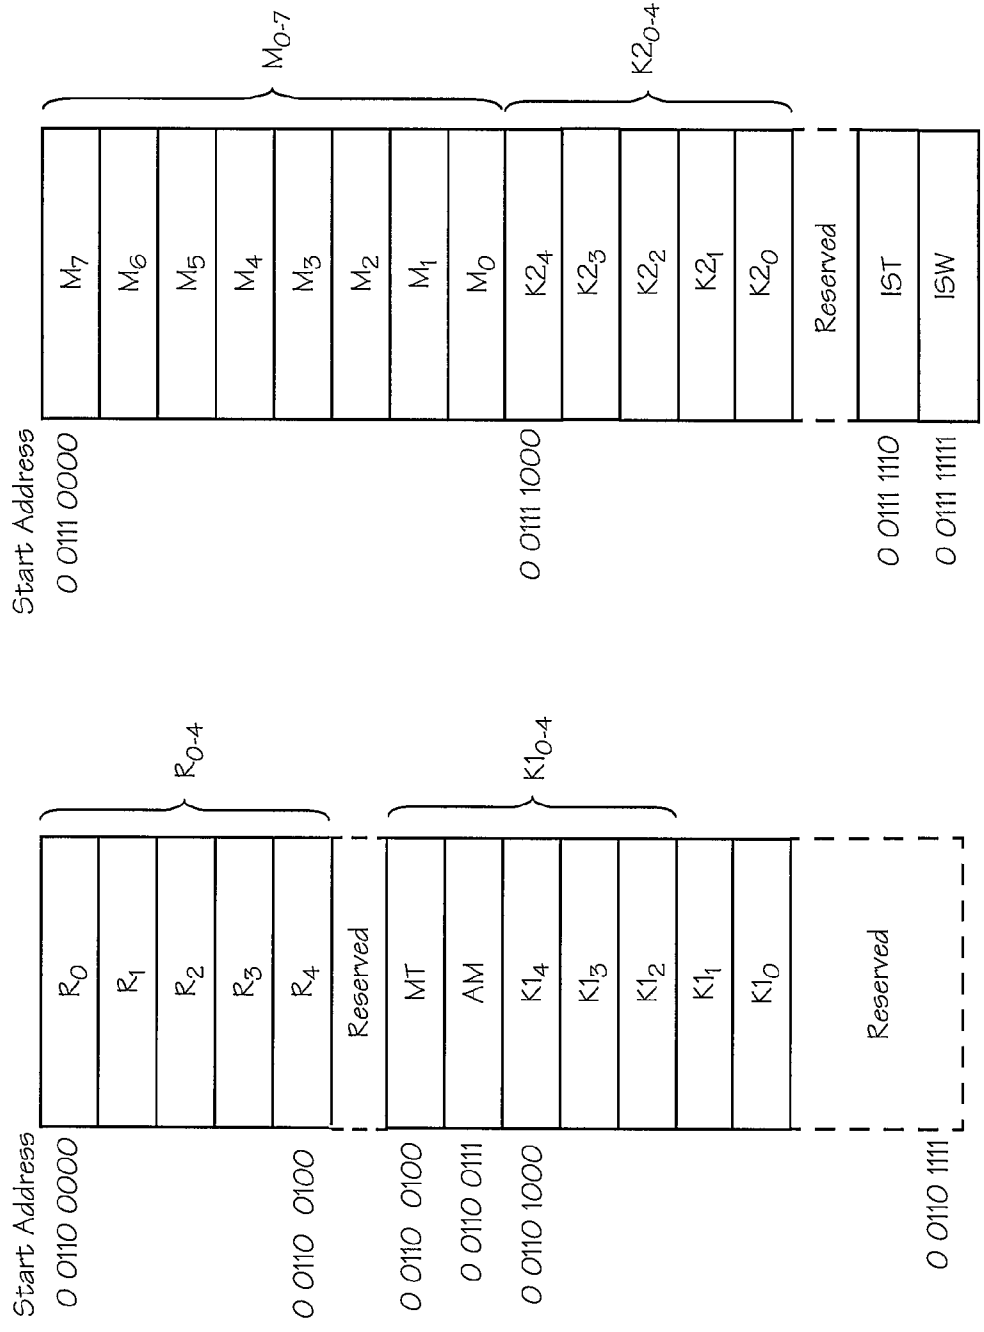 Start Address
0 0110 0000
R0
R1
R2
R3
0 0110 0100
R4
R0-4
Reserved
0 0110 0100
MT
0 0110 0111
AM
0 0110 1000
K14
K13
K12
K11
K10
K10-4
Reserved
0 0110 1111
Start Address
0 0111 0000
M7
M6
M5
M4
M3
M2
M1
M0
M0-7
0 0111 1000
K24
K23
K22
K21
K20
K20-4
Reserved
0 0111 1110
IST
0 0111 11111
ISW